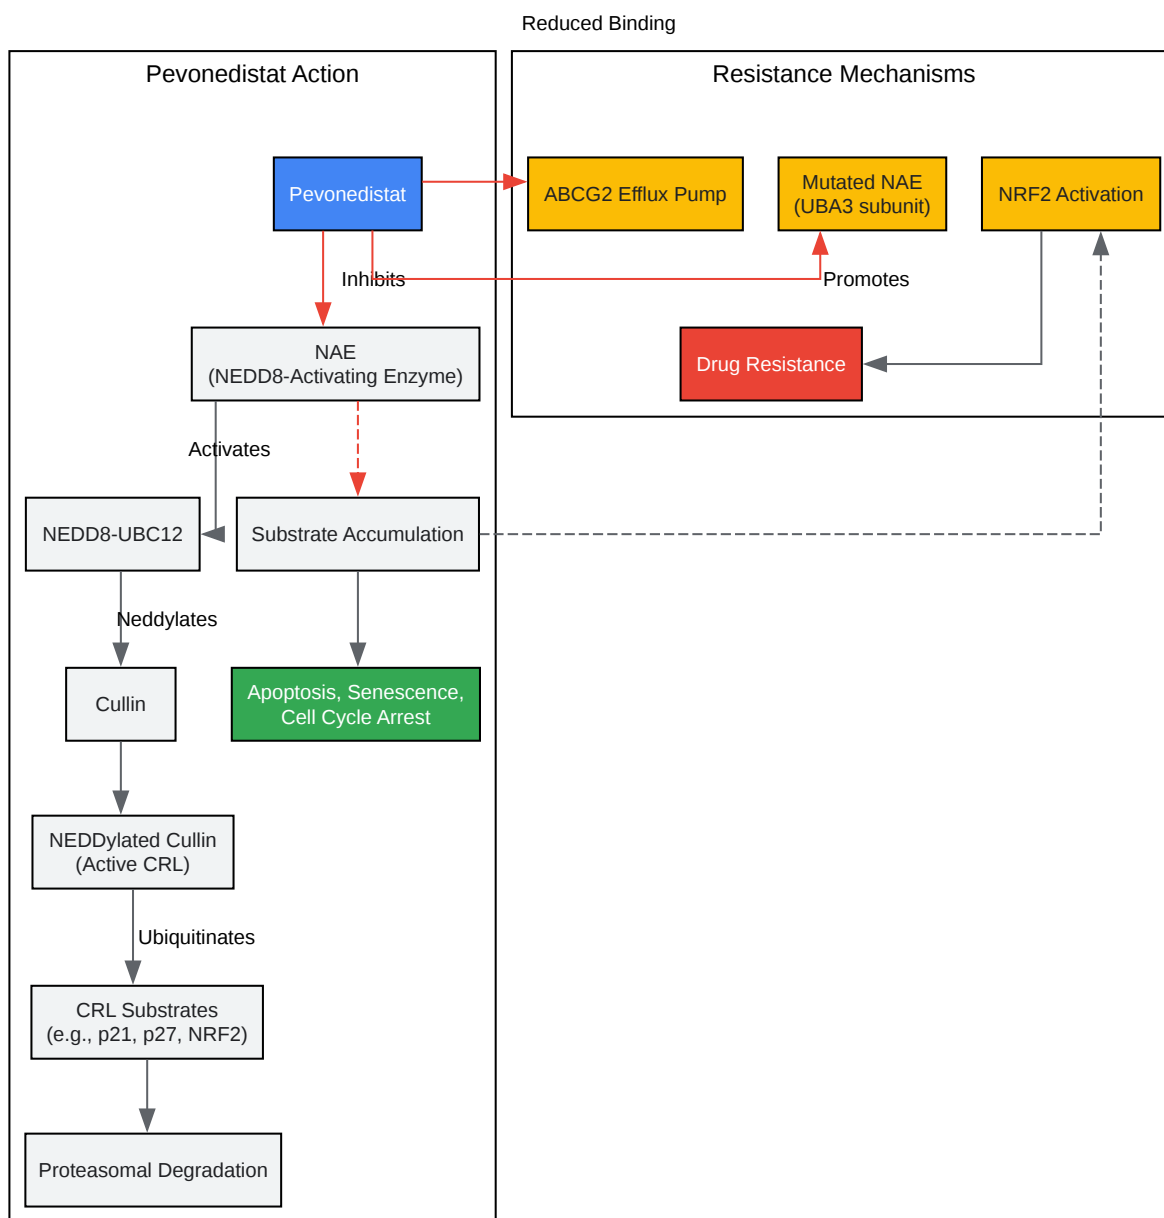 Reduced Binding
Pevonedistat Action
Resistance Mechanisms
Pevonedistat
ABCG2 Efflux Pump
Mutated NAE
(UBA3 subunit)
NRF2 Activation
Inhibits
Promotes
NAE
(NEDD8-Activating Enzyme)
Drug Resistance
Activates
NEDD8-UBC12
Substrate Accumulation
Neddylates
Cullin
Apoptosis, Senescence,
Cell Cycle Arrest
NEDDylated Cullin
(Active CRL)
Ubiquitinates
CRL Substrates
(e.g., p21, p27, NRF2)
Proteasomal Degradation